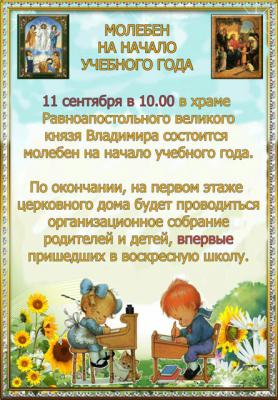 МОЛЕБЕН
НА НАЧАЛО
УЧЕБНОГО ГОДА
11 сентября в 10.00 в храме
Равноапостольного великого
князя Владимира состоится
молебен на начало учебного года.
По окончании, на первом этаже
церковного дома будет проводиться
организационное собрание
родителей и детей, впервые
пришедших в воскресную школу.